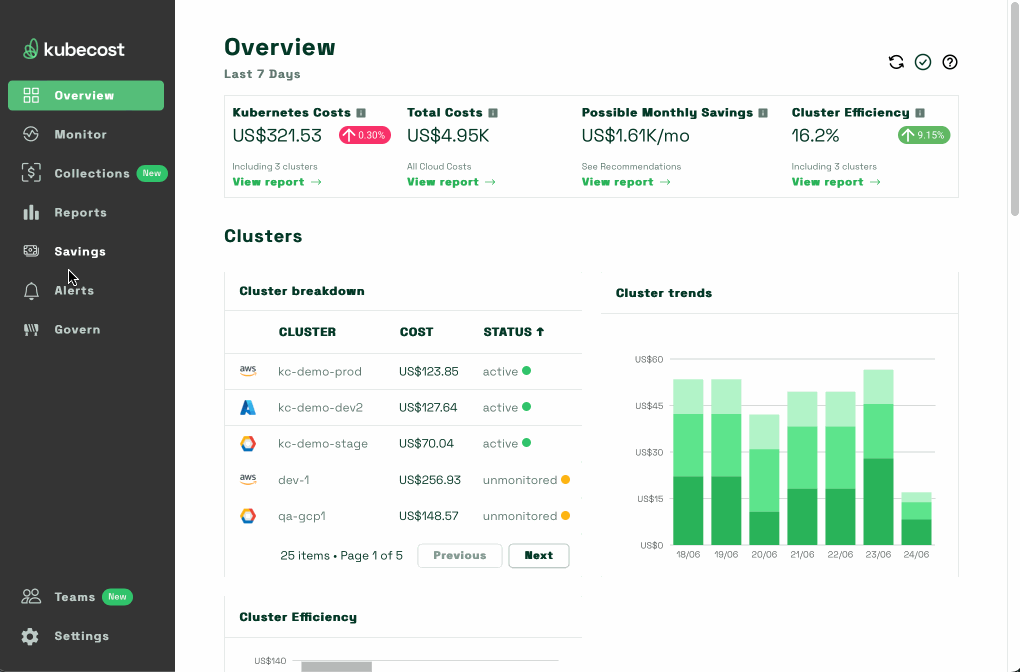 kubecost
Overview
Monitor
Collections New
Reports
Savings
Alerts
Govern
Teams New
Settings
Overview
Last 7 Days
Kubernetes Costs
US$321.53 0.30%
Including 3 clusters
View report →
Total Costs
US$4.95K
All Cloud Costs
View report →
Possible Monthly Savings
US$1.61K/mo
See Recommendations
View report →
Cluster Efficiency
16.2% 9.15%
Including 3 clusters
View report →
Clusters
Cluster breakdown
CLUSTER COST STATUS ↑
aws kc-demo-prod US$123.85 active
kc-demo-dev2 US$127.64 active
kc-demo-stage US$70.04 active
aws dev-1 US$256.93 unmonitored
qa-gcp1 US$148.57 unmonitored
25 items • Page 1 of 5 Previous Next
Cluster trends
US$60
US$45
US$30
US$15
US$0
18/06 19/06 20/06 21/06 22/06 23/06 24/06
Cluster Efficiency
US$140